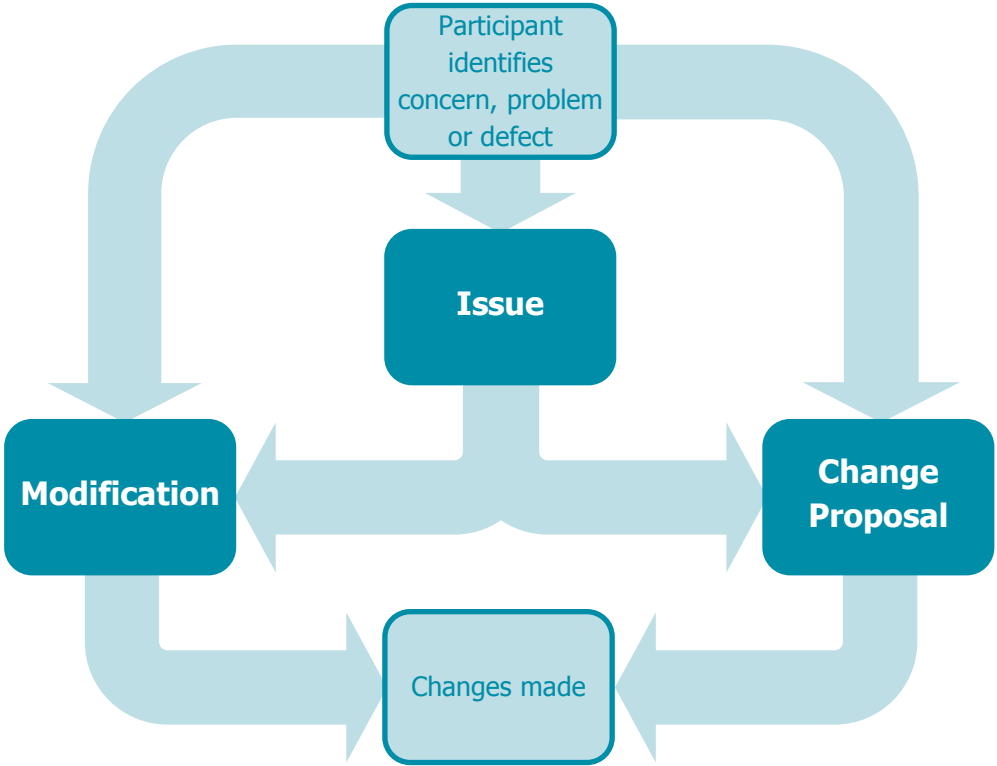 Participant
identifies
concern, problem
or defect
Issue
Modification
Change
Proposal
Changes made